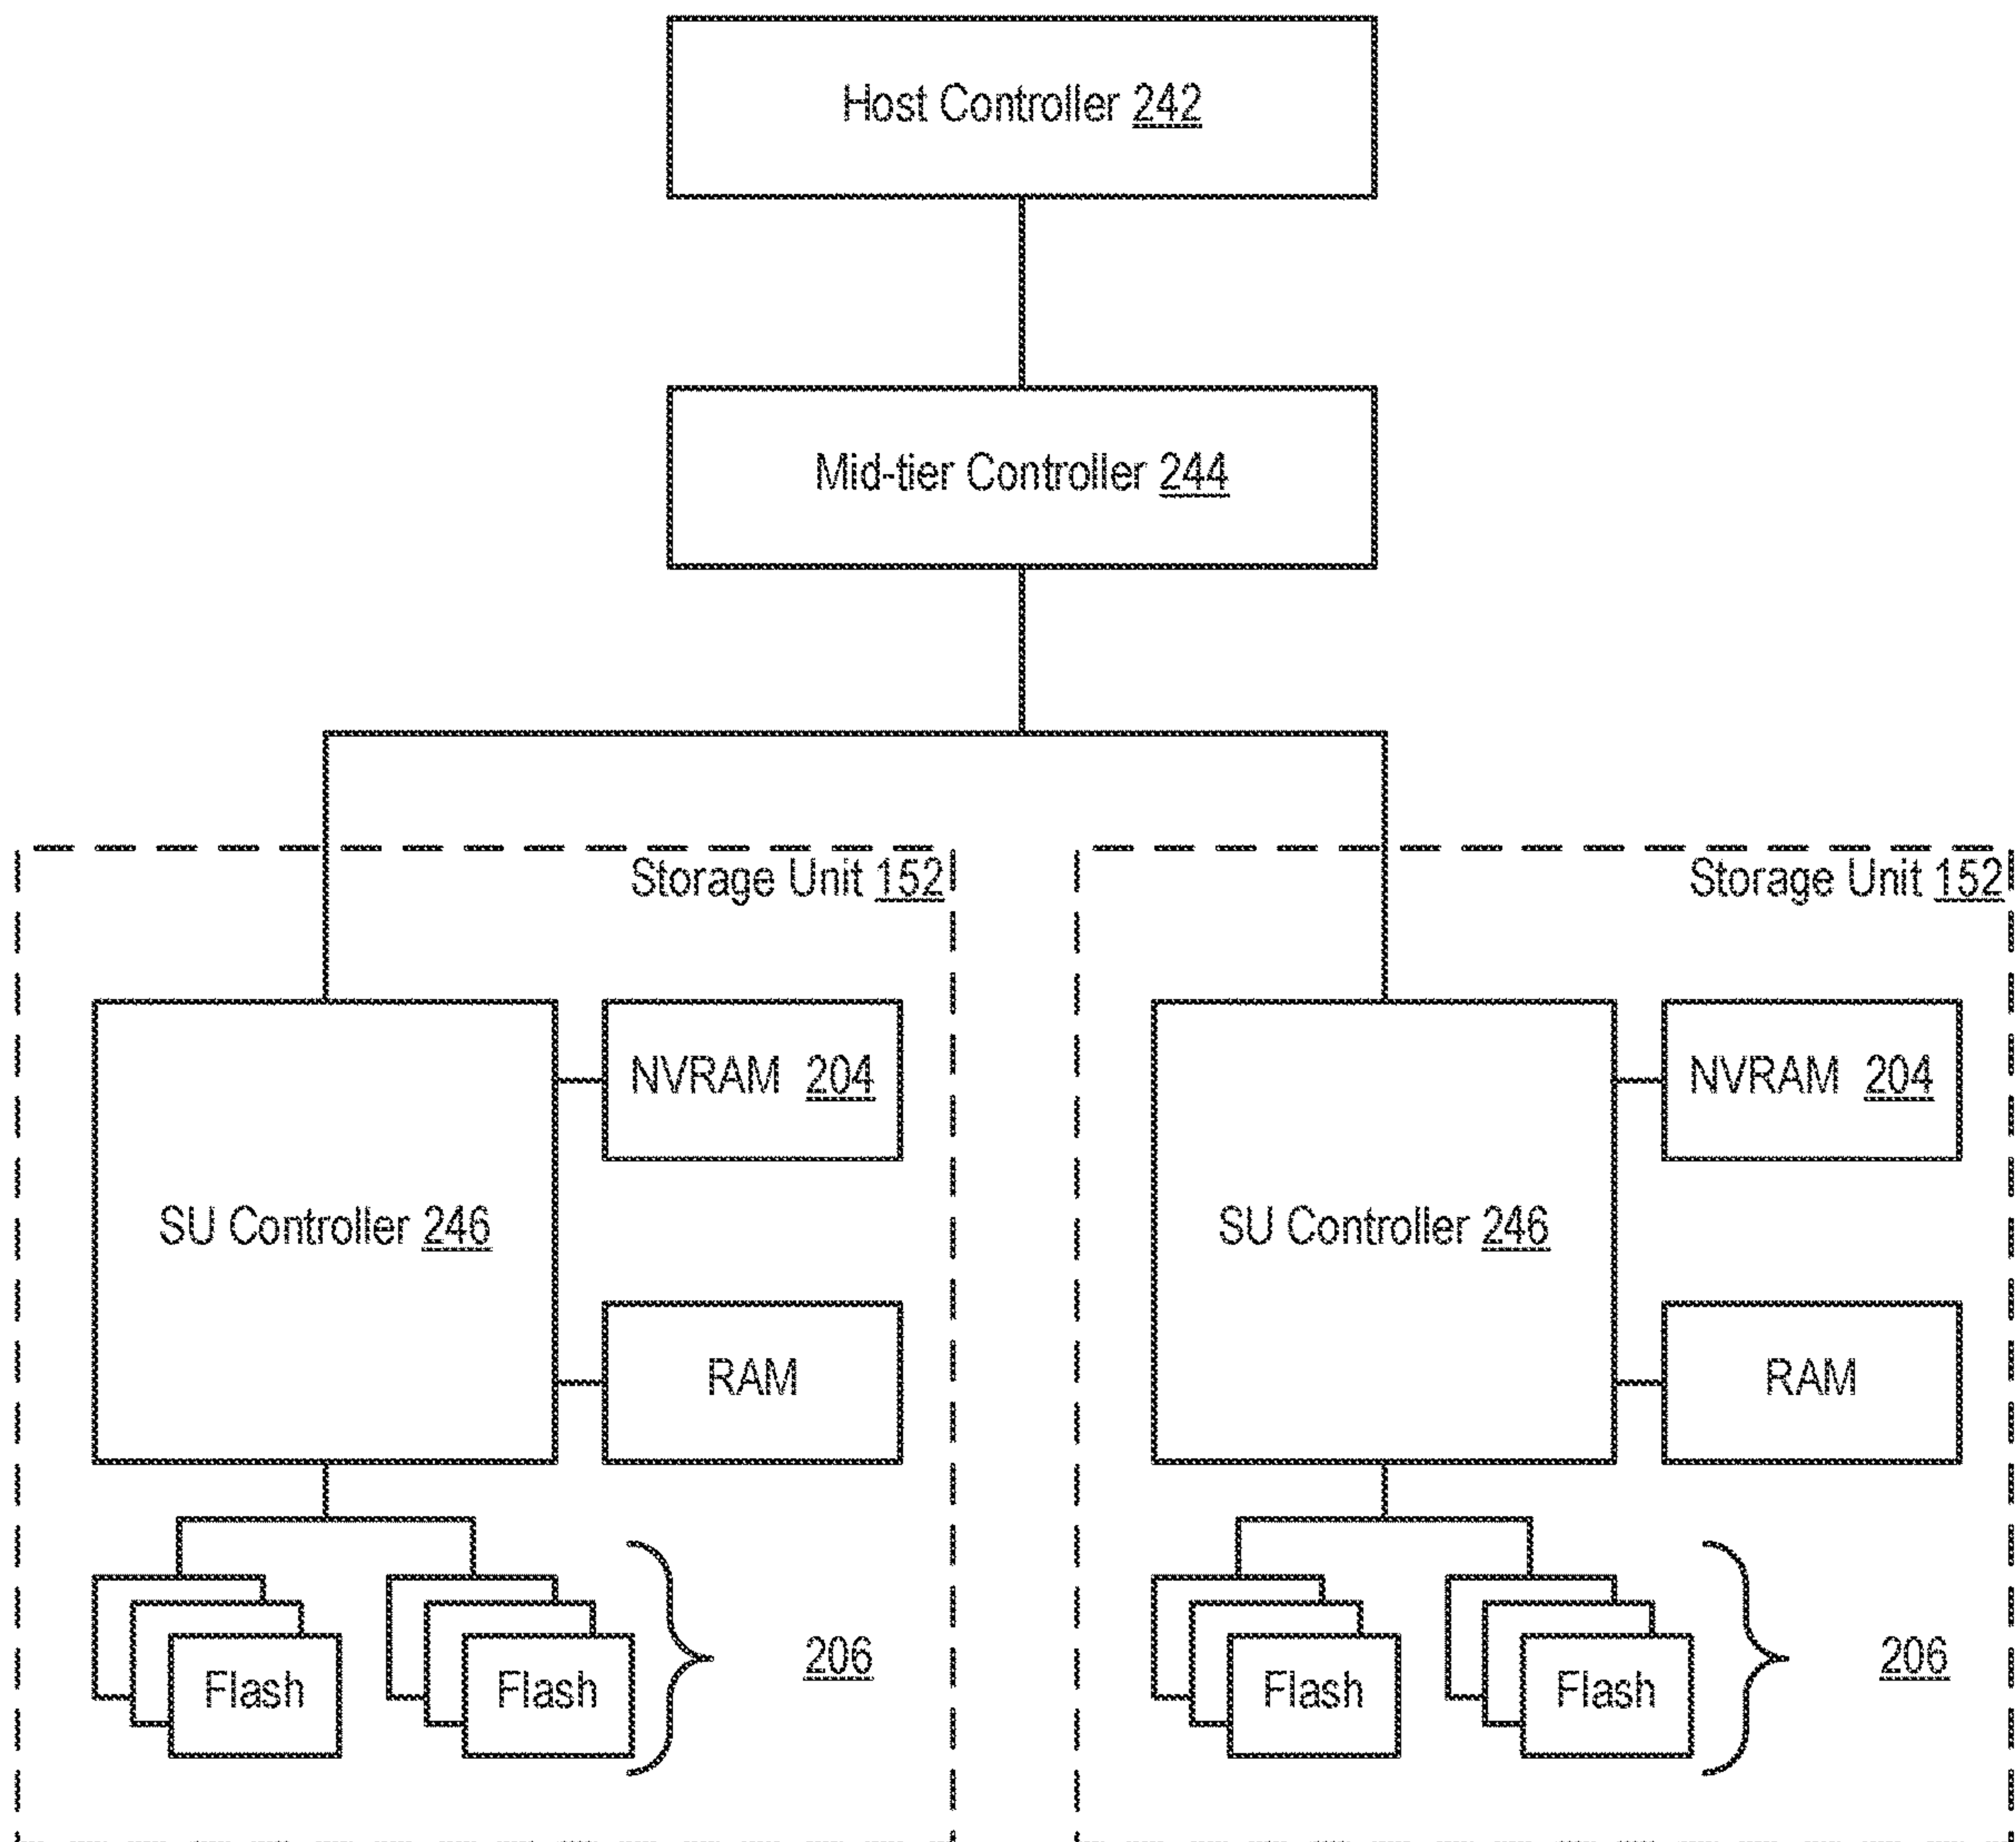 Host Controller 242
Mid-tier Controller 244
Storage Unit 152
Storage Unit 152
NVRAM 204
SU Controller 246
RAM
Flash
Flash
206
NVRAM 204
SU Controller 246
RAM
Flash
Flash
206